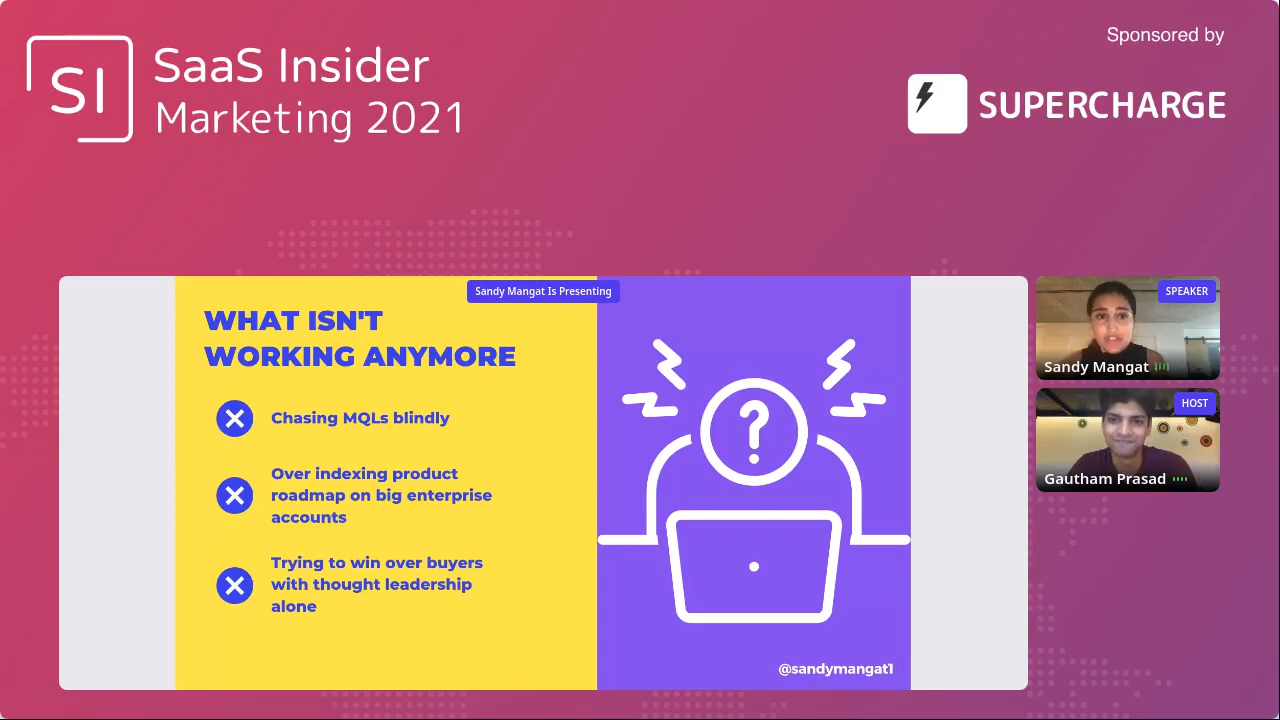 SI
SaaS Insider
Marketing 2021
Sponsored by
SUPERCHARGE
Sandy Mangat Is Presenting
WHAT ISN'T
WORKING ANYMORE
Chasing MQLs blindly
Over indexing product
roadmap on big enterprise
accounts
Trying to win over buyers
with thought leadership
alone
?
@sandymangat1
SPEAKER
Sandy Mangat
HOST
Gautham Prasad